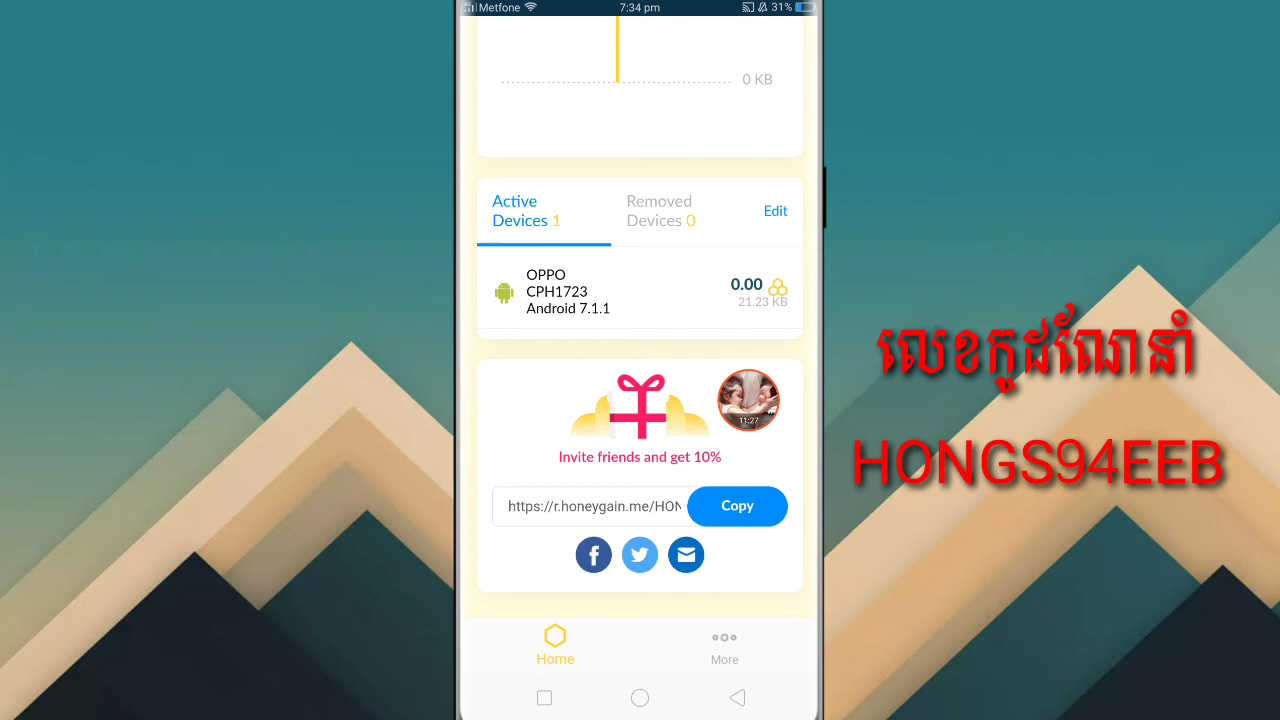 Metfone
7:34 pm
31%
0 KB
Active
Devices 1
Removed
Devices 0
Edit
OPPO
CPH1723
Android 7.1.1
0.00
21.23 KB
11:27
Invite friends and get 10%
https://r.honeygain.me/HON
Copy
Home
More
លេខកូដណែនាំ
HONGS94EEB